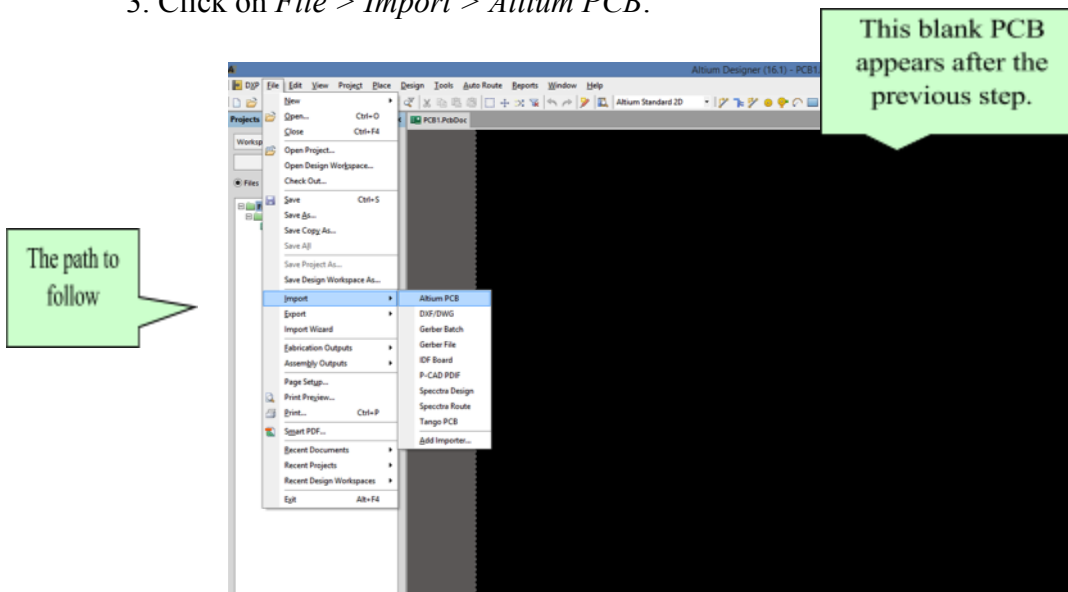 3. Click on File > Import > Altium PCB.
This blank PCB
appears after the
previous step.
Altium Designer (16.1) - PCB1.
DXP File Edit View Project Place Design Tools Auto Route Reports Window Help
Altium Standard 2D
Projects
PCB1.PcbDoc
Worksp
Files
New
Open... Ctrl+O
Close Ctrl+F4
Open Project...
Open Design Workspace...
Check Out...
Save Ctrl+S
Save As...
Save Copy As...
Save All
Save Project As...
Save Design Workspace As...
Import
Export
Import Wizard
Fabrication Outputs
Assembly Outputs
Page Setup...
Print Preview...
Print... Ctrl+P
Smart PDF...
Recent Documents
Recent Projects
Recent Design Workspaces
Exit Alt+F4
Altium PCB
DXF/DWG
Gerber Batch
Gerber File
IDF Board
P-CAD PDIF
Specctra Design
Specctra Route
Tango PCB
Add Importer...
The path to
follow